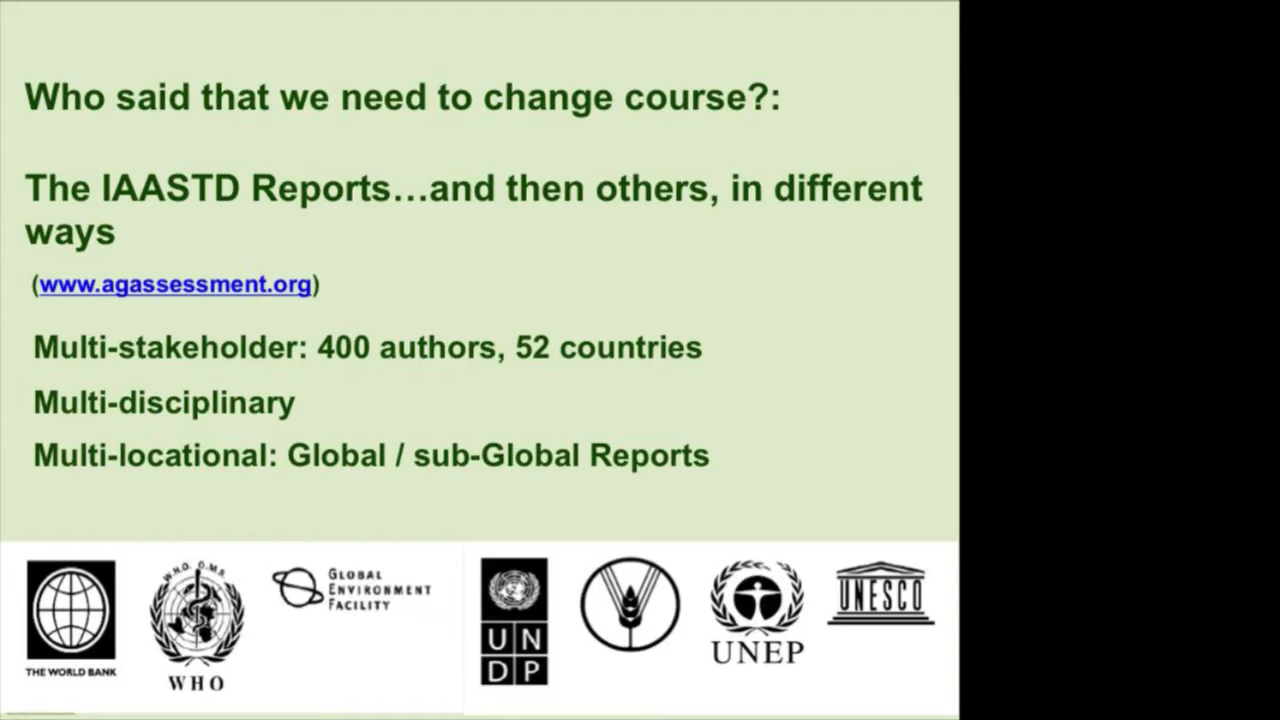 Who said that we need to change course?:
The IAASTD Reports…and then others, in different
ways
(www.agassessment.org)
Multi-stakeholder: 400 authors, 52 countries
Multi-disciplinary
Multi-locational: Global / sub-Global Reports
THE WORLD BANK
W.H.O. O.M.S.
WHO
GLOBAL
ENVIRONMENT
FACILITY
UN
DP
UNEP
UNESCO